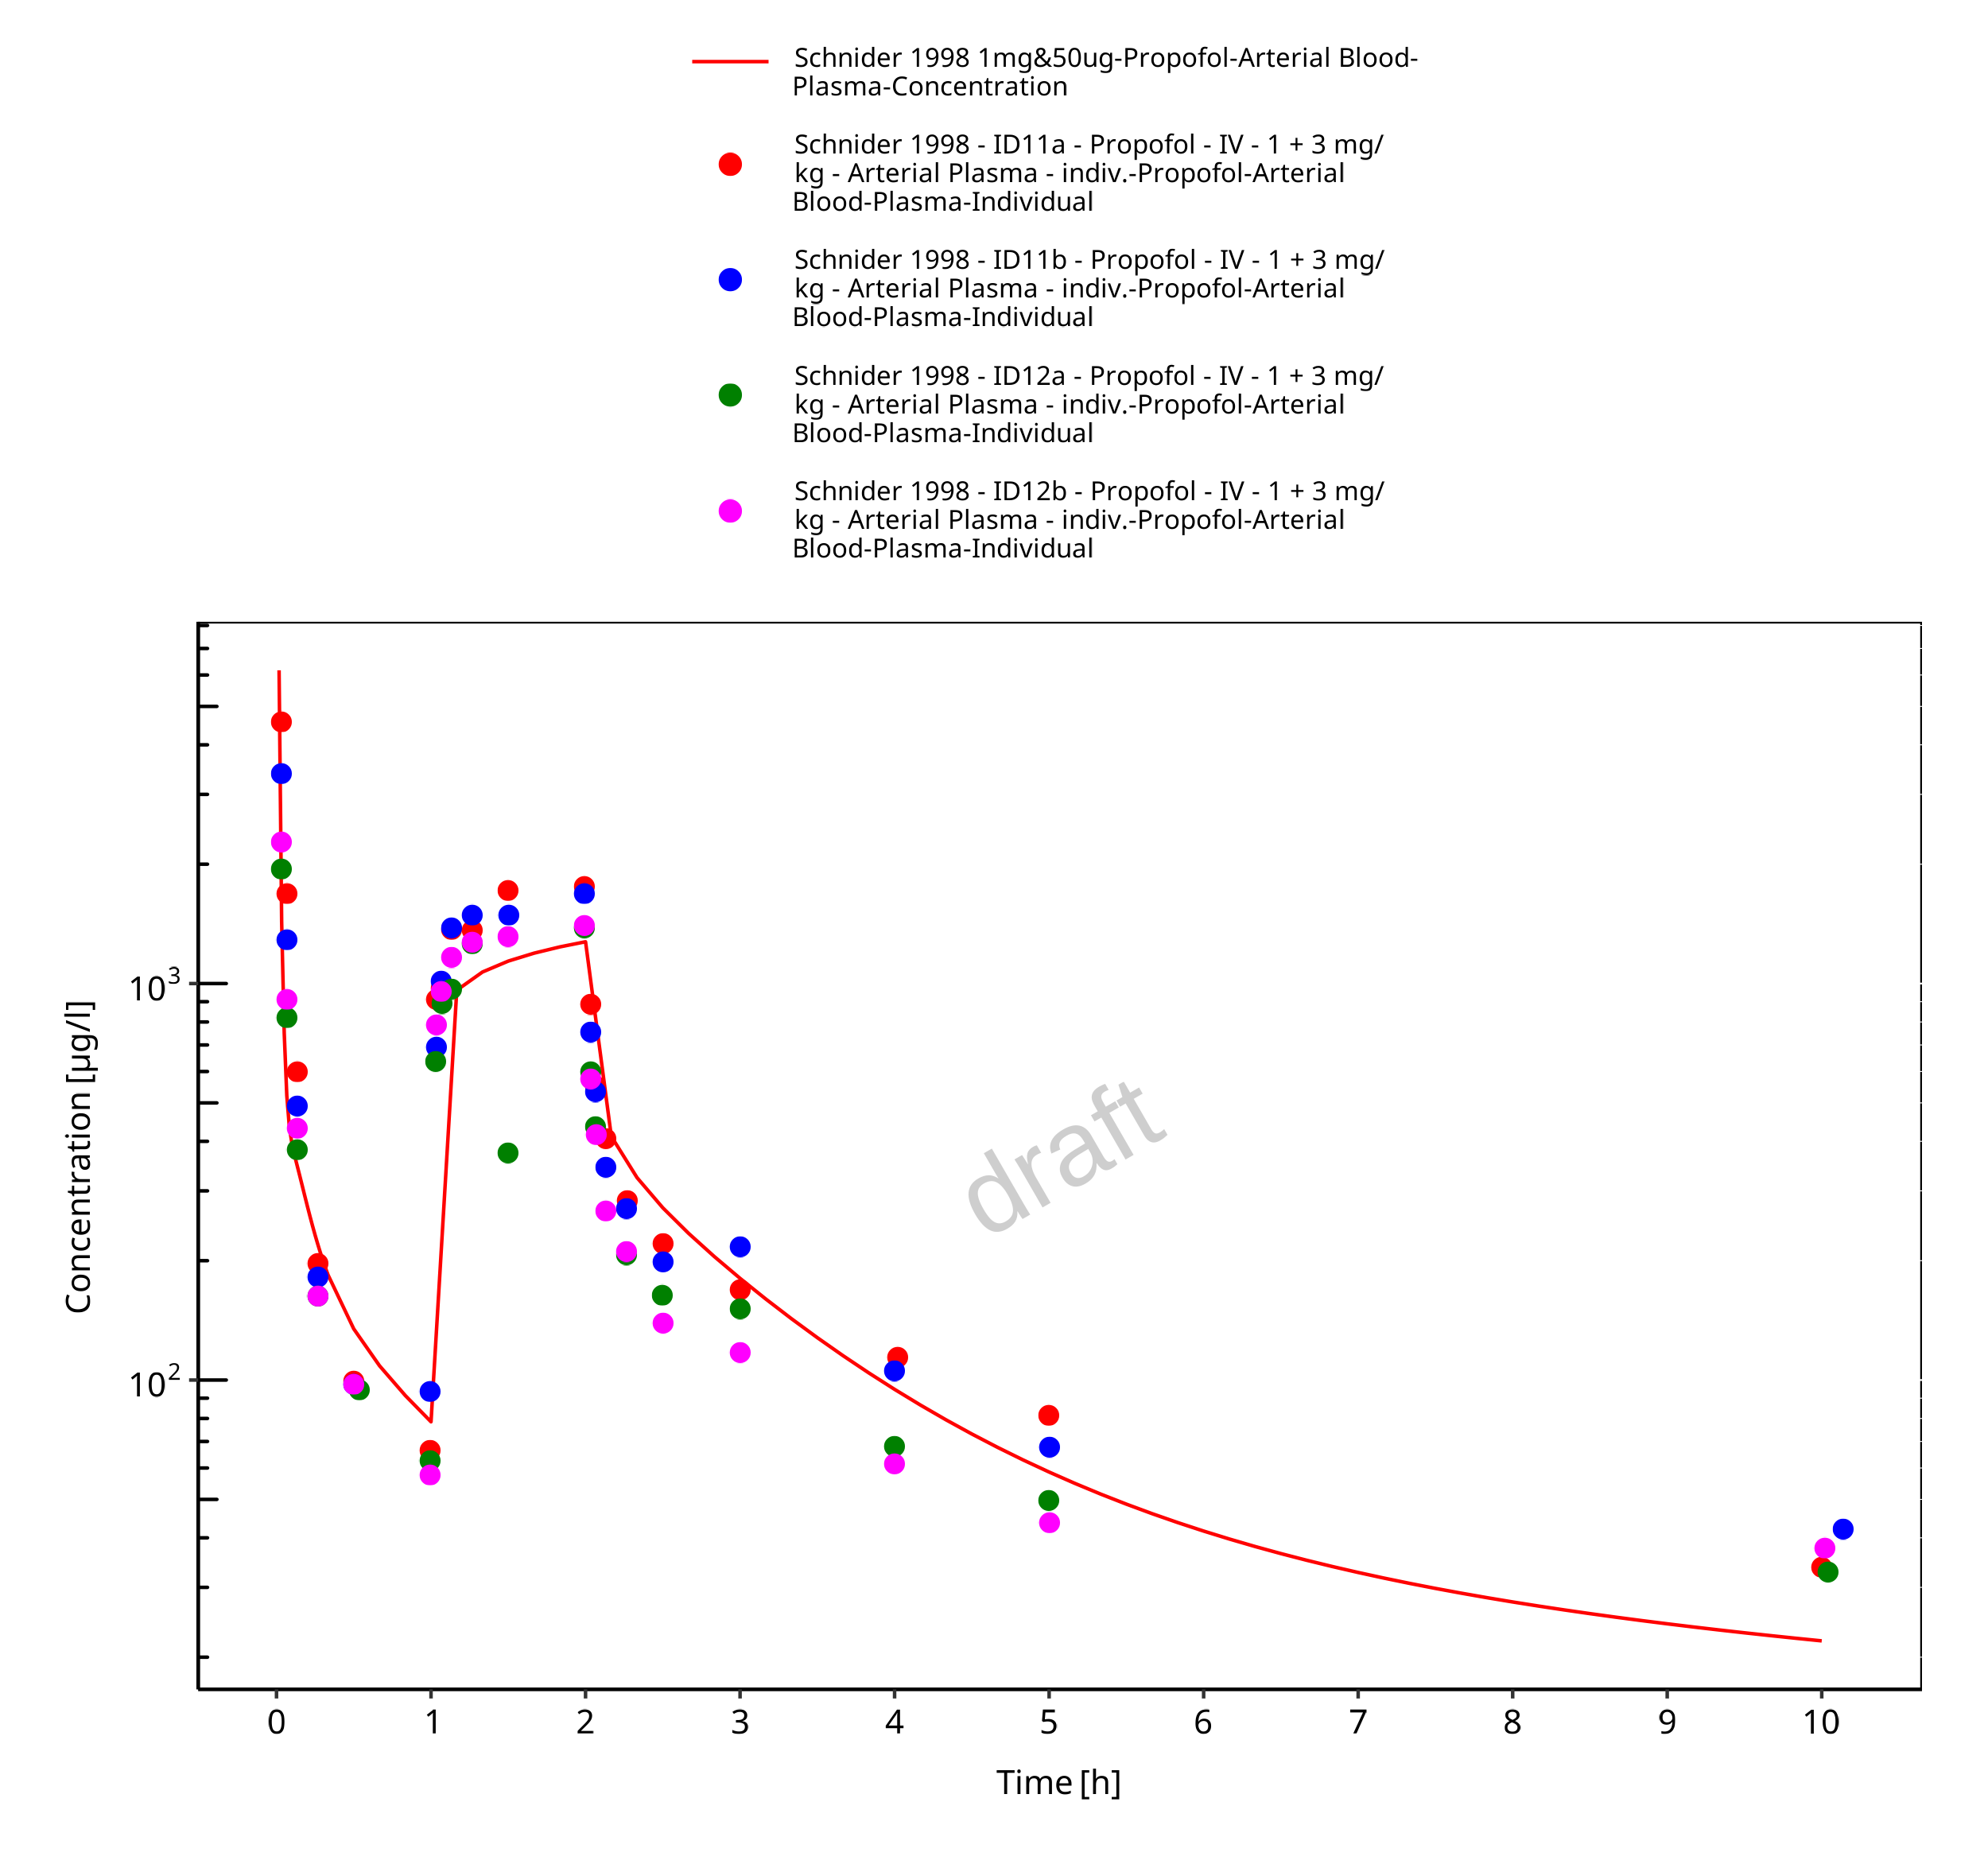 Schnider 1998 1mg&50ug-Propofol-Arterial Blood-
Plasma-Concentration
Schnider 1998 - ID11a - Propofol - IV - 1 + 3 mg/
kg - Arterial Plasma - indiv.-Propofol-Arterial
Blood-Plasma-Individual
Schnider 1998 - ID11b - Propofol - IV - 1 + 3 mg/
kg - Arterial Plasma - indiv.-Propofol-Arterial
Blood-Plasma-Individual
Schnider 1998 - ID12a - Propofol - IV - 1 + 3 mg/
kg - Arterial Plasma - indiv.-Propofol-Arterial
Blood-Plasma-Individual
Schnider 1998 - ID12b - Propofol - IV - 1 + 3 mg/
kg - Arterial Plasma - indiv.-Propofol-Arterial
Blood-Plasma-Individual
Concentration [µg/l]
10³
10²
draft
0 1 2 3 4 5 6 7 8 9 10
Time [h]